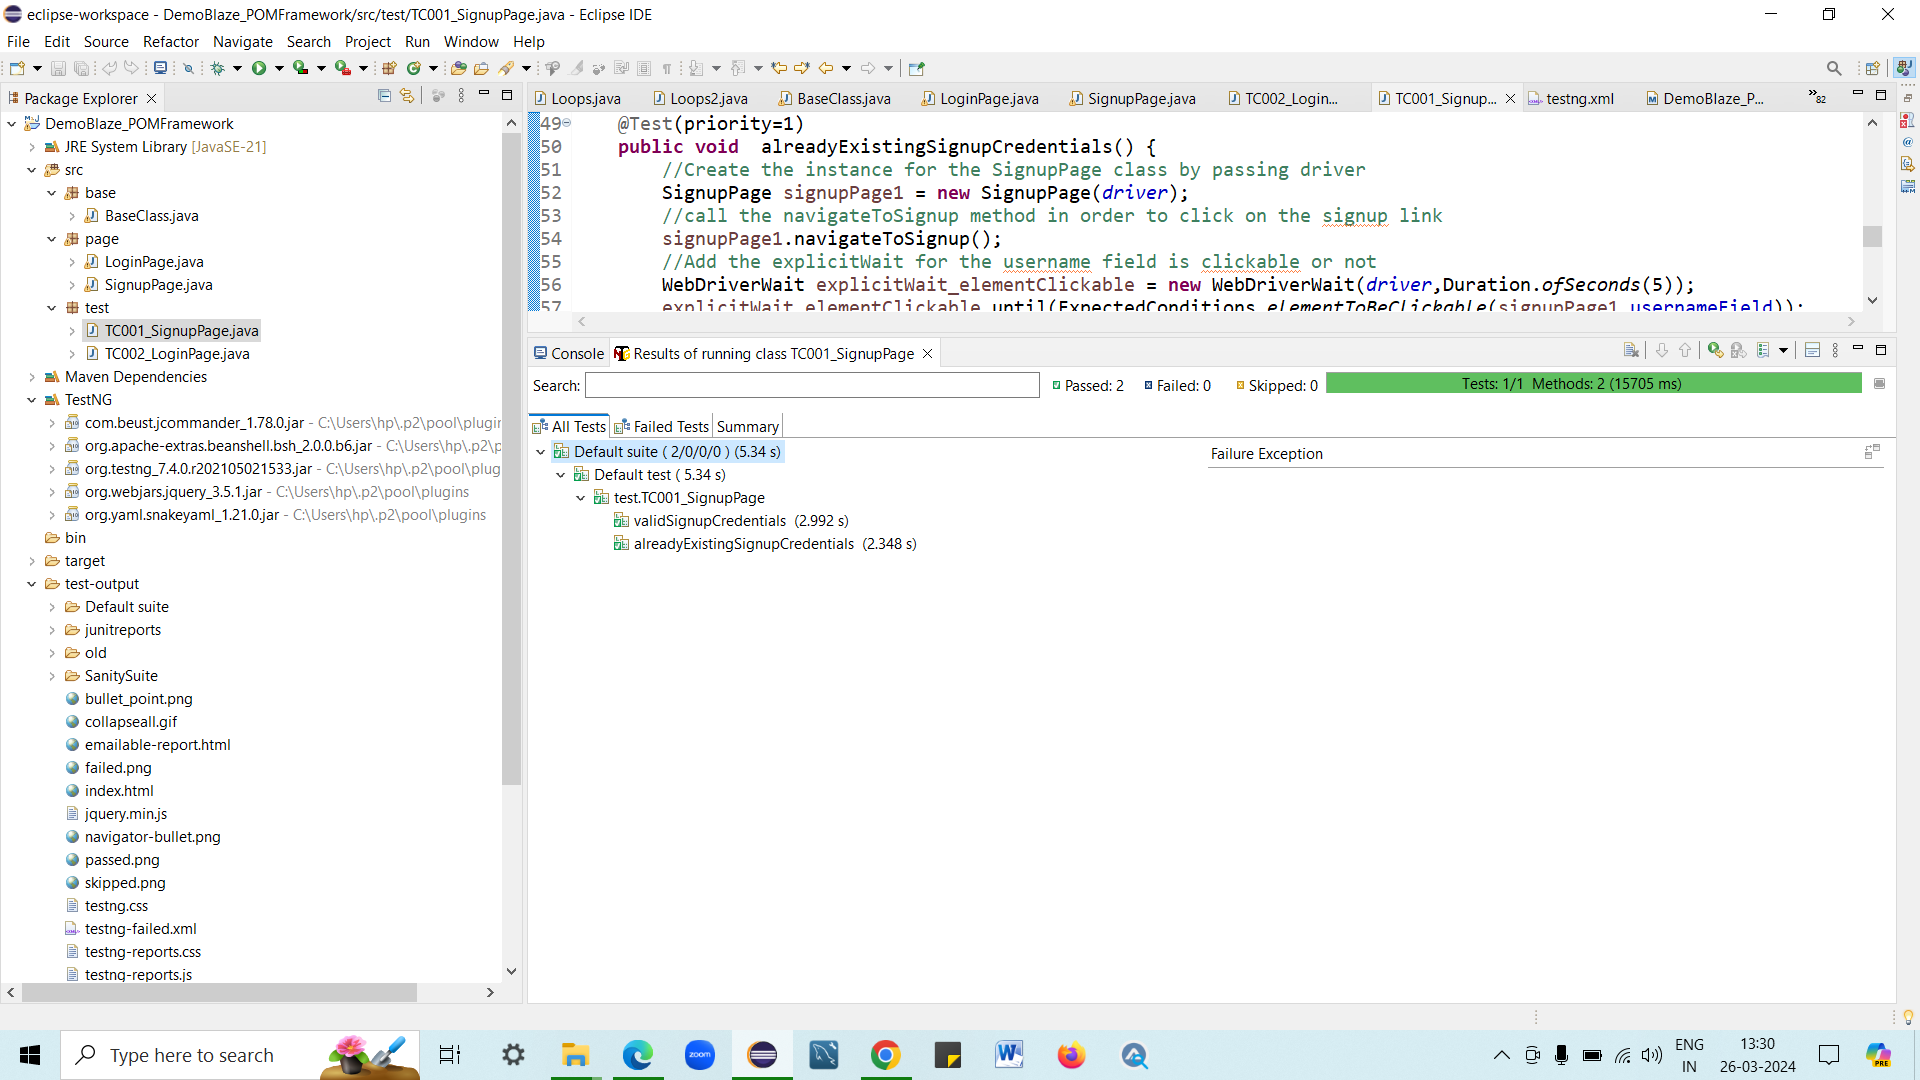 eclipse-workspace - DemoBlaze_POMFramework/src/test/TC001_SignupPage.java - Eclipse IDE
File Edit Source Refactor Navigate Search Project Run Window Help
Package Explorer
DemoBlaze_POMFramework
JRE System Library [JavaSE-21]
src
base
BaseClass.java
page
LoginPage.java
SignupPage.java
test
TC001_SignupPage.java
TC002_LoginPage.java
Maven Dependencies
TestNG
com.beust.jcommander_1.78.0.jar - C:\Users\hp\.p2\pool\plugin
org.apache-extras.beanshell.bsh_2.0.0.b6.jar - C:\Users\hp\.p2\p
org.testng_7.4.0.r202105021533.jar - C:\Users\hp\.p2\pool\plug
org.webjars.jquery_3.5.1.jar - C:\Users\hp\.p2\pool\plugins
org.yaml.snakeyaml_1.21.0.jar - C:\Users\hp\.p2\pool\plugins
bin
target
test-output
Default suite
junitreports
old
SanitySuite
bullet_point.png
collapseall.gif
emailable-report.html
failed.png
index.html
jquery.min.js
navigator-bullet.png
passed.png
skipped.png
testng.css
testng-failed.xml
testng-reports.css
testng-reports.js
Loops.java Loops2.java BaseClass.java LoginPage.java SignupPage.java TC002_Login... TC001_Signup... testng.xml DemoBlaze_P... »82
49 @Test(priority=1)
50 public void alreadyExistingSignupCredentials() {
51 //Create the instance for the SignupPage class by passing driver
52 SignupPage signupPage1 = new SignupPage(driver);
53 //call the navigateToSignup method in order to click on the signup link
54 signupPage1.navigateToSignup();
55 //Add the explicitWait for the username field is clickable or not
56 WebDriverWait explicitWait_elementClickable = new WebDriverWait(driver,Duration.ofSeconds(5));
57 explicitWait_elementClickable.until(ExpectedConditions.elementToBeClickable(signupPage1.usernameField));
Console Results of running class TC001_SignupPage
Search: Passed: 2 Failed: 0 Skipped: 0 Tests: 1/1 Methods: 2 (15705 ms)
All Tests Failed Tests Summary
Default suite ( 2/0/0/0 ) (5.34 s)
Default test ( 5.34 s)
test.TC001_SignupPage
validSignupCredentials (2.992 s)
alreadyExistingSignupCredentials (2.348 s)
Failure Exception
Type here to search
zoom
ENG
IN
13:30
26-03-2024
PRE